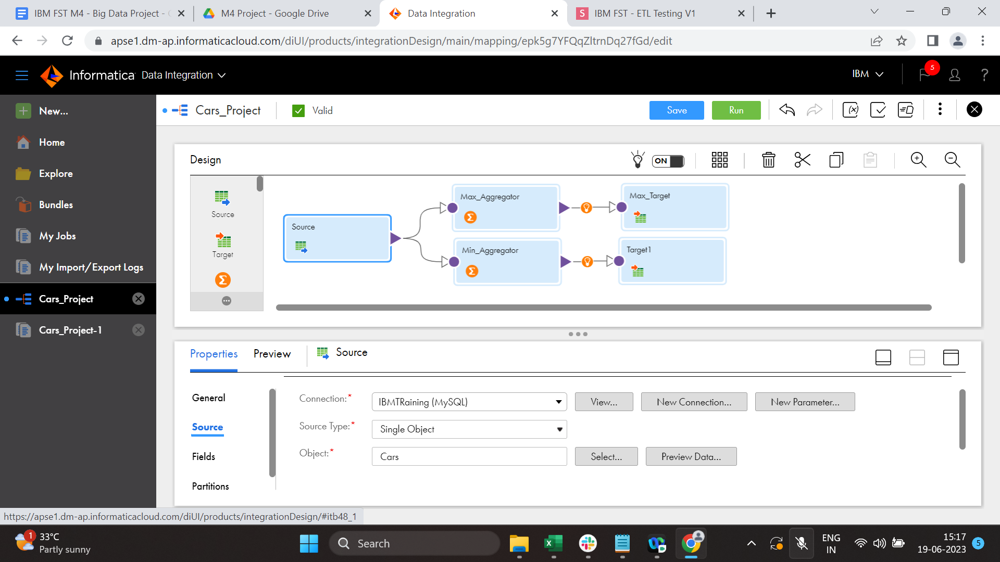 IBM FST M4 - Big Data Project -
M4 Project - Google Drive
Data Integration
S
IBM FST - ETL Testing V1
apse1.dm-ap.informaticacloud.com/diUI/products/integrationDesign/main/mapping/epk5g7YFQqZltrnDq27fGd/edit
Informatica Data Integration
IBM
5
?
New...
Home
Explore
Bundles
My Jobs
My Import/Export Logs
Cars_Project
Cars_Project-1
Cars_Project
Valid
Save
Run
Design
ON
Source
Target
Source
Max_Aggregator
Max_Target
Min_Aggregator
Target1
Properties
Preview
Source
General
Source
Fields
Partitions
Connection:*
IBMTRaining (MySQL)
View...
New Connection...
New Parameter...
Source Type:*
Single Object
Object:*
Cars
Select...
Preview Data...
https://apse1.dm-ap.informaticacloud.com/diUI/products/integrationDesign/#itb48_1
1
33°C
Partly sunny
Search
ENG
IN
15:17
19-06-2023
5